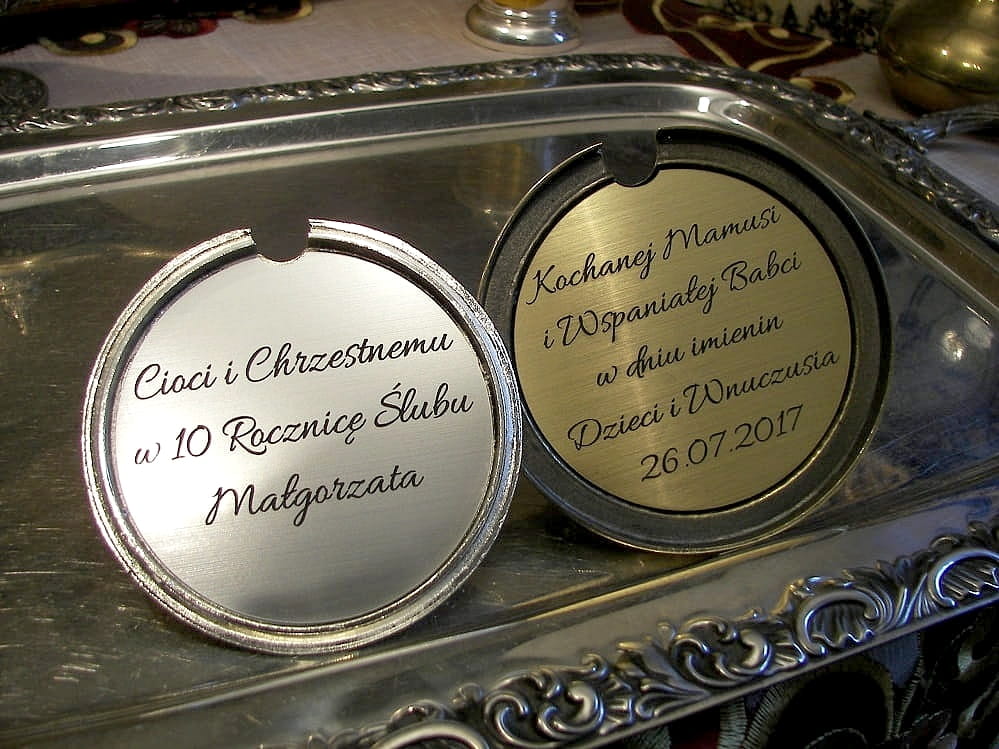 Cioci i Chrzestnemu
w 10 Rocznicę Ślubu
Małgorzata
Kochanej Mamusi
i Wspaniałej Babci
w dniu imienin
Dzieci i Wnuczusia
26.07.2017